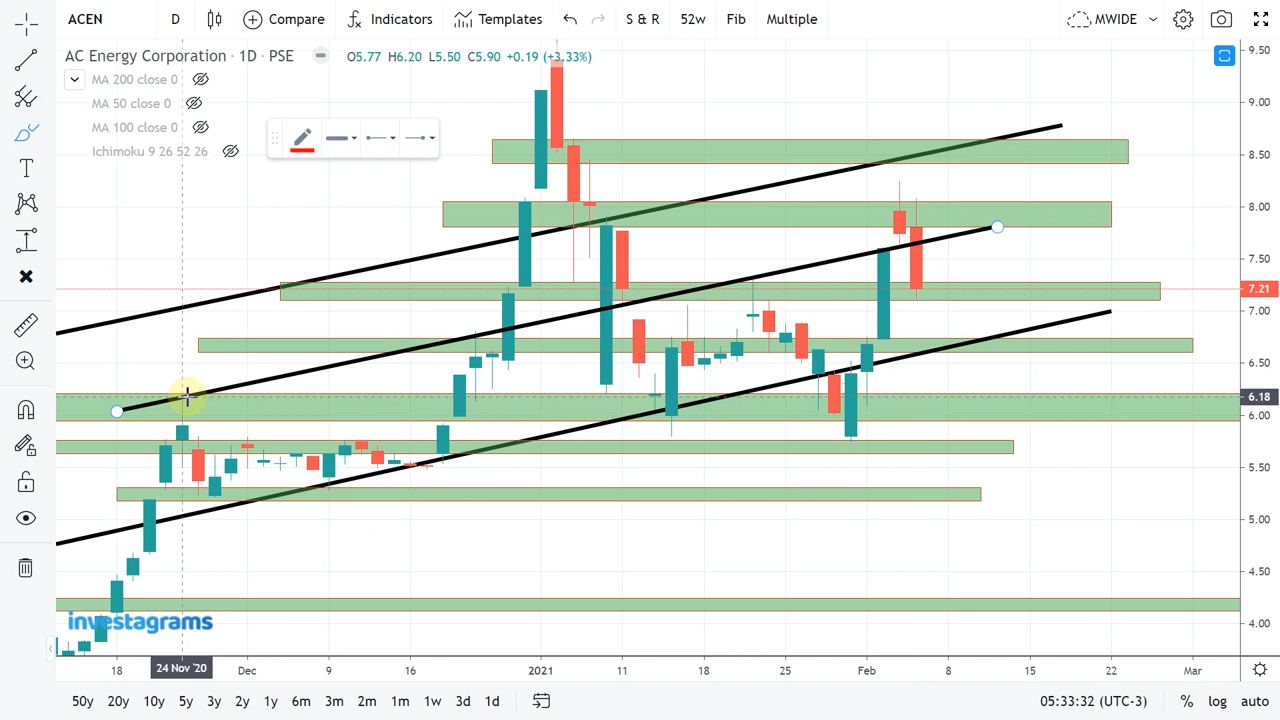 ACEN D Compare Indicators Templates S & R 52w Fib Multiple MWIDE
AC Energy Corporation · 1D · PSE O5.77 H6.20 L5.50 C5.90 +0.19 (+3.33%)
MA 200 close 0
MA 50 close 0
MA 100 close 0
Ichimoku 9 26 52 26
9.50
9.00
8.50
8.00
7.50
7.21
7.00
6.50
6.18
6.00
5.50
5.00
4.50
4.00
investagrams
18 24 Nov '20 Dec 9 16 2021 11 18 25 Feb 8 15 22 Mar
50y 20y 10y 5y 3y 2y 1y 6m 3m 2m 1m 1w 3d 1d 05:33:32 (UTC-3) % log auto